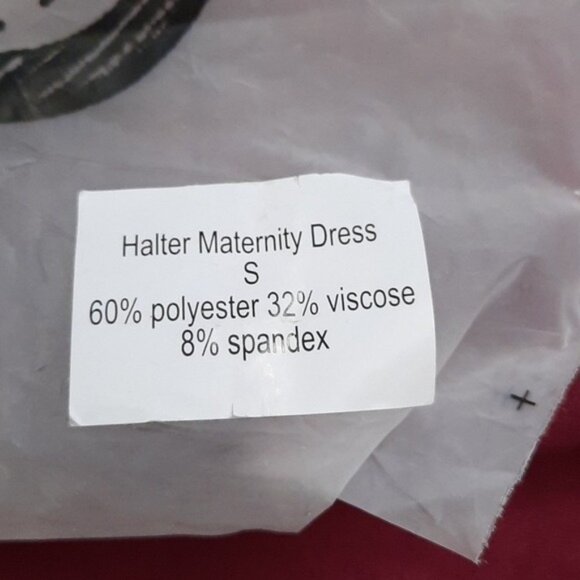 Halter Maternity Dress
S
60% polyester 32% viscose
8% spandex